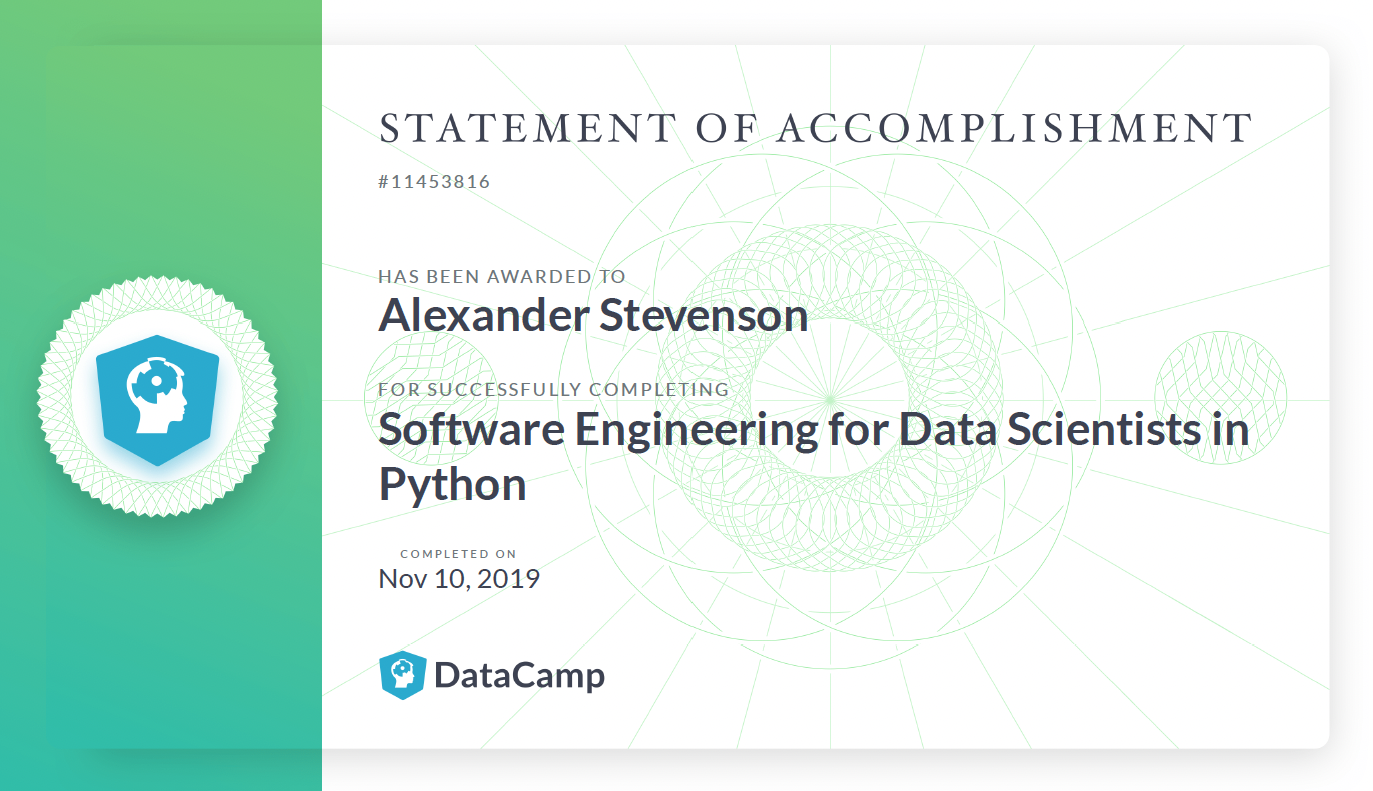 STATEMENT OF ACCOMPLISHMENT
#11453816
HAS BEEN AWARDED TO
Alexander Stevenson
FOR SUCCESSFULLY COMPLETING
Software Engineering for Data Scientists in
Python
COMPLETED ON
Nov 10, 2019
DataCamp